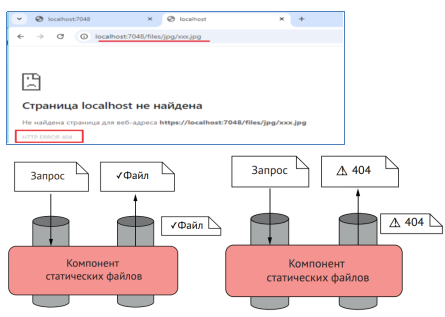 localhost:7048
localhost
localhost:7048/files/jpg/xxx.jpg
Страница localhost не найдена
Не найдена страница для веб-адреса https://localhost:7048/files/jpg/xxx.jpg
HTTP ERROR 404
Запрос
✓Файл
✓Файл
Компонент
статических файлов
Запрос
⚠ 404
⚠ 404
Компонент
статических файлов